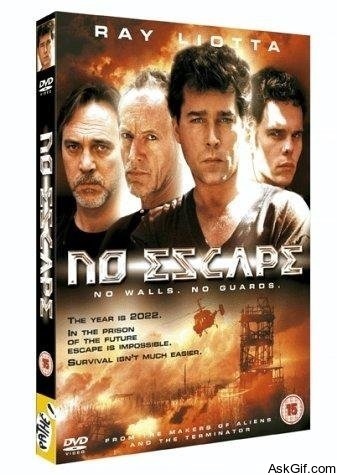 RAY LIOTTA
DVD
VIDEO
NO ESCAPE
NO ESCAPE
NO WALLS. NO GUARDS.
THE YEAR IS 2022.
IN THE PRISON
OF THE FUTURE
ESCAPE IS IMPOSSIBLE.
SURVIVAL ISN'T MUCH EASIER.
15
15
PATHE!
DVD
VIDEO
FROM THE MAKERS OF ALIENS
AND THE TERMINATOR
AskGif.com